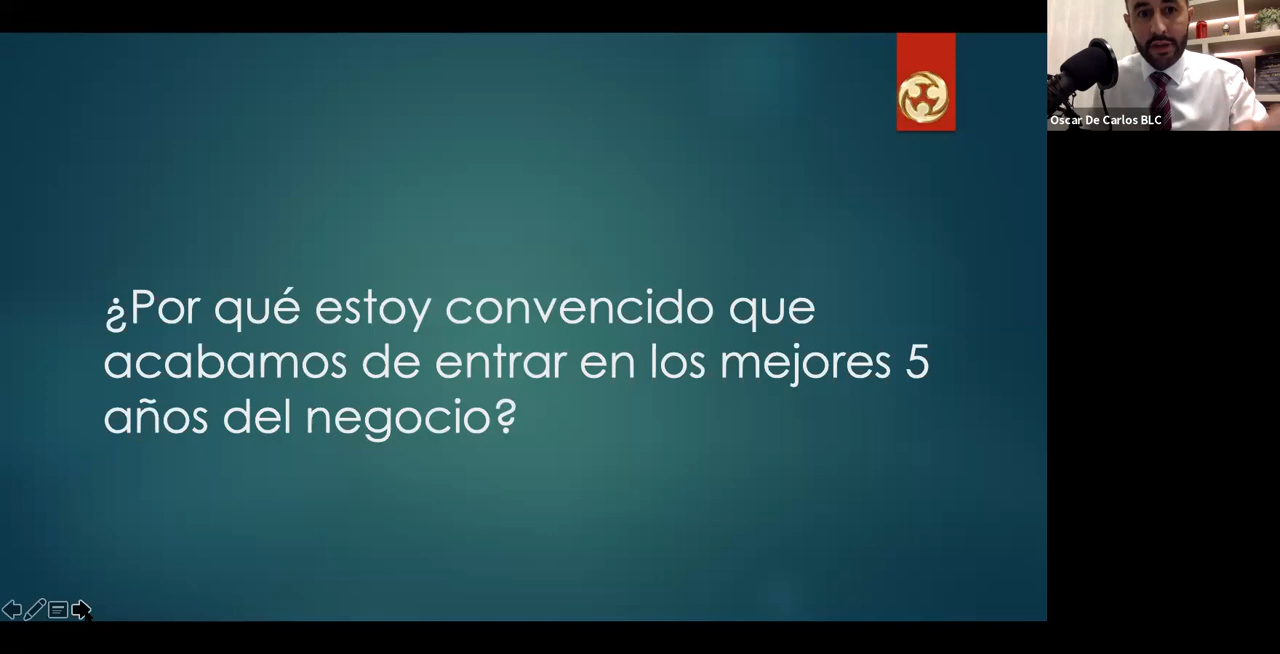 ¿Por qué estoy convencido que
acabamos de entrar en los mejores 5
años del negocio?
Oscar De Carlos BLC